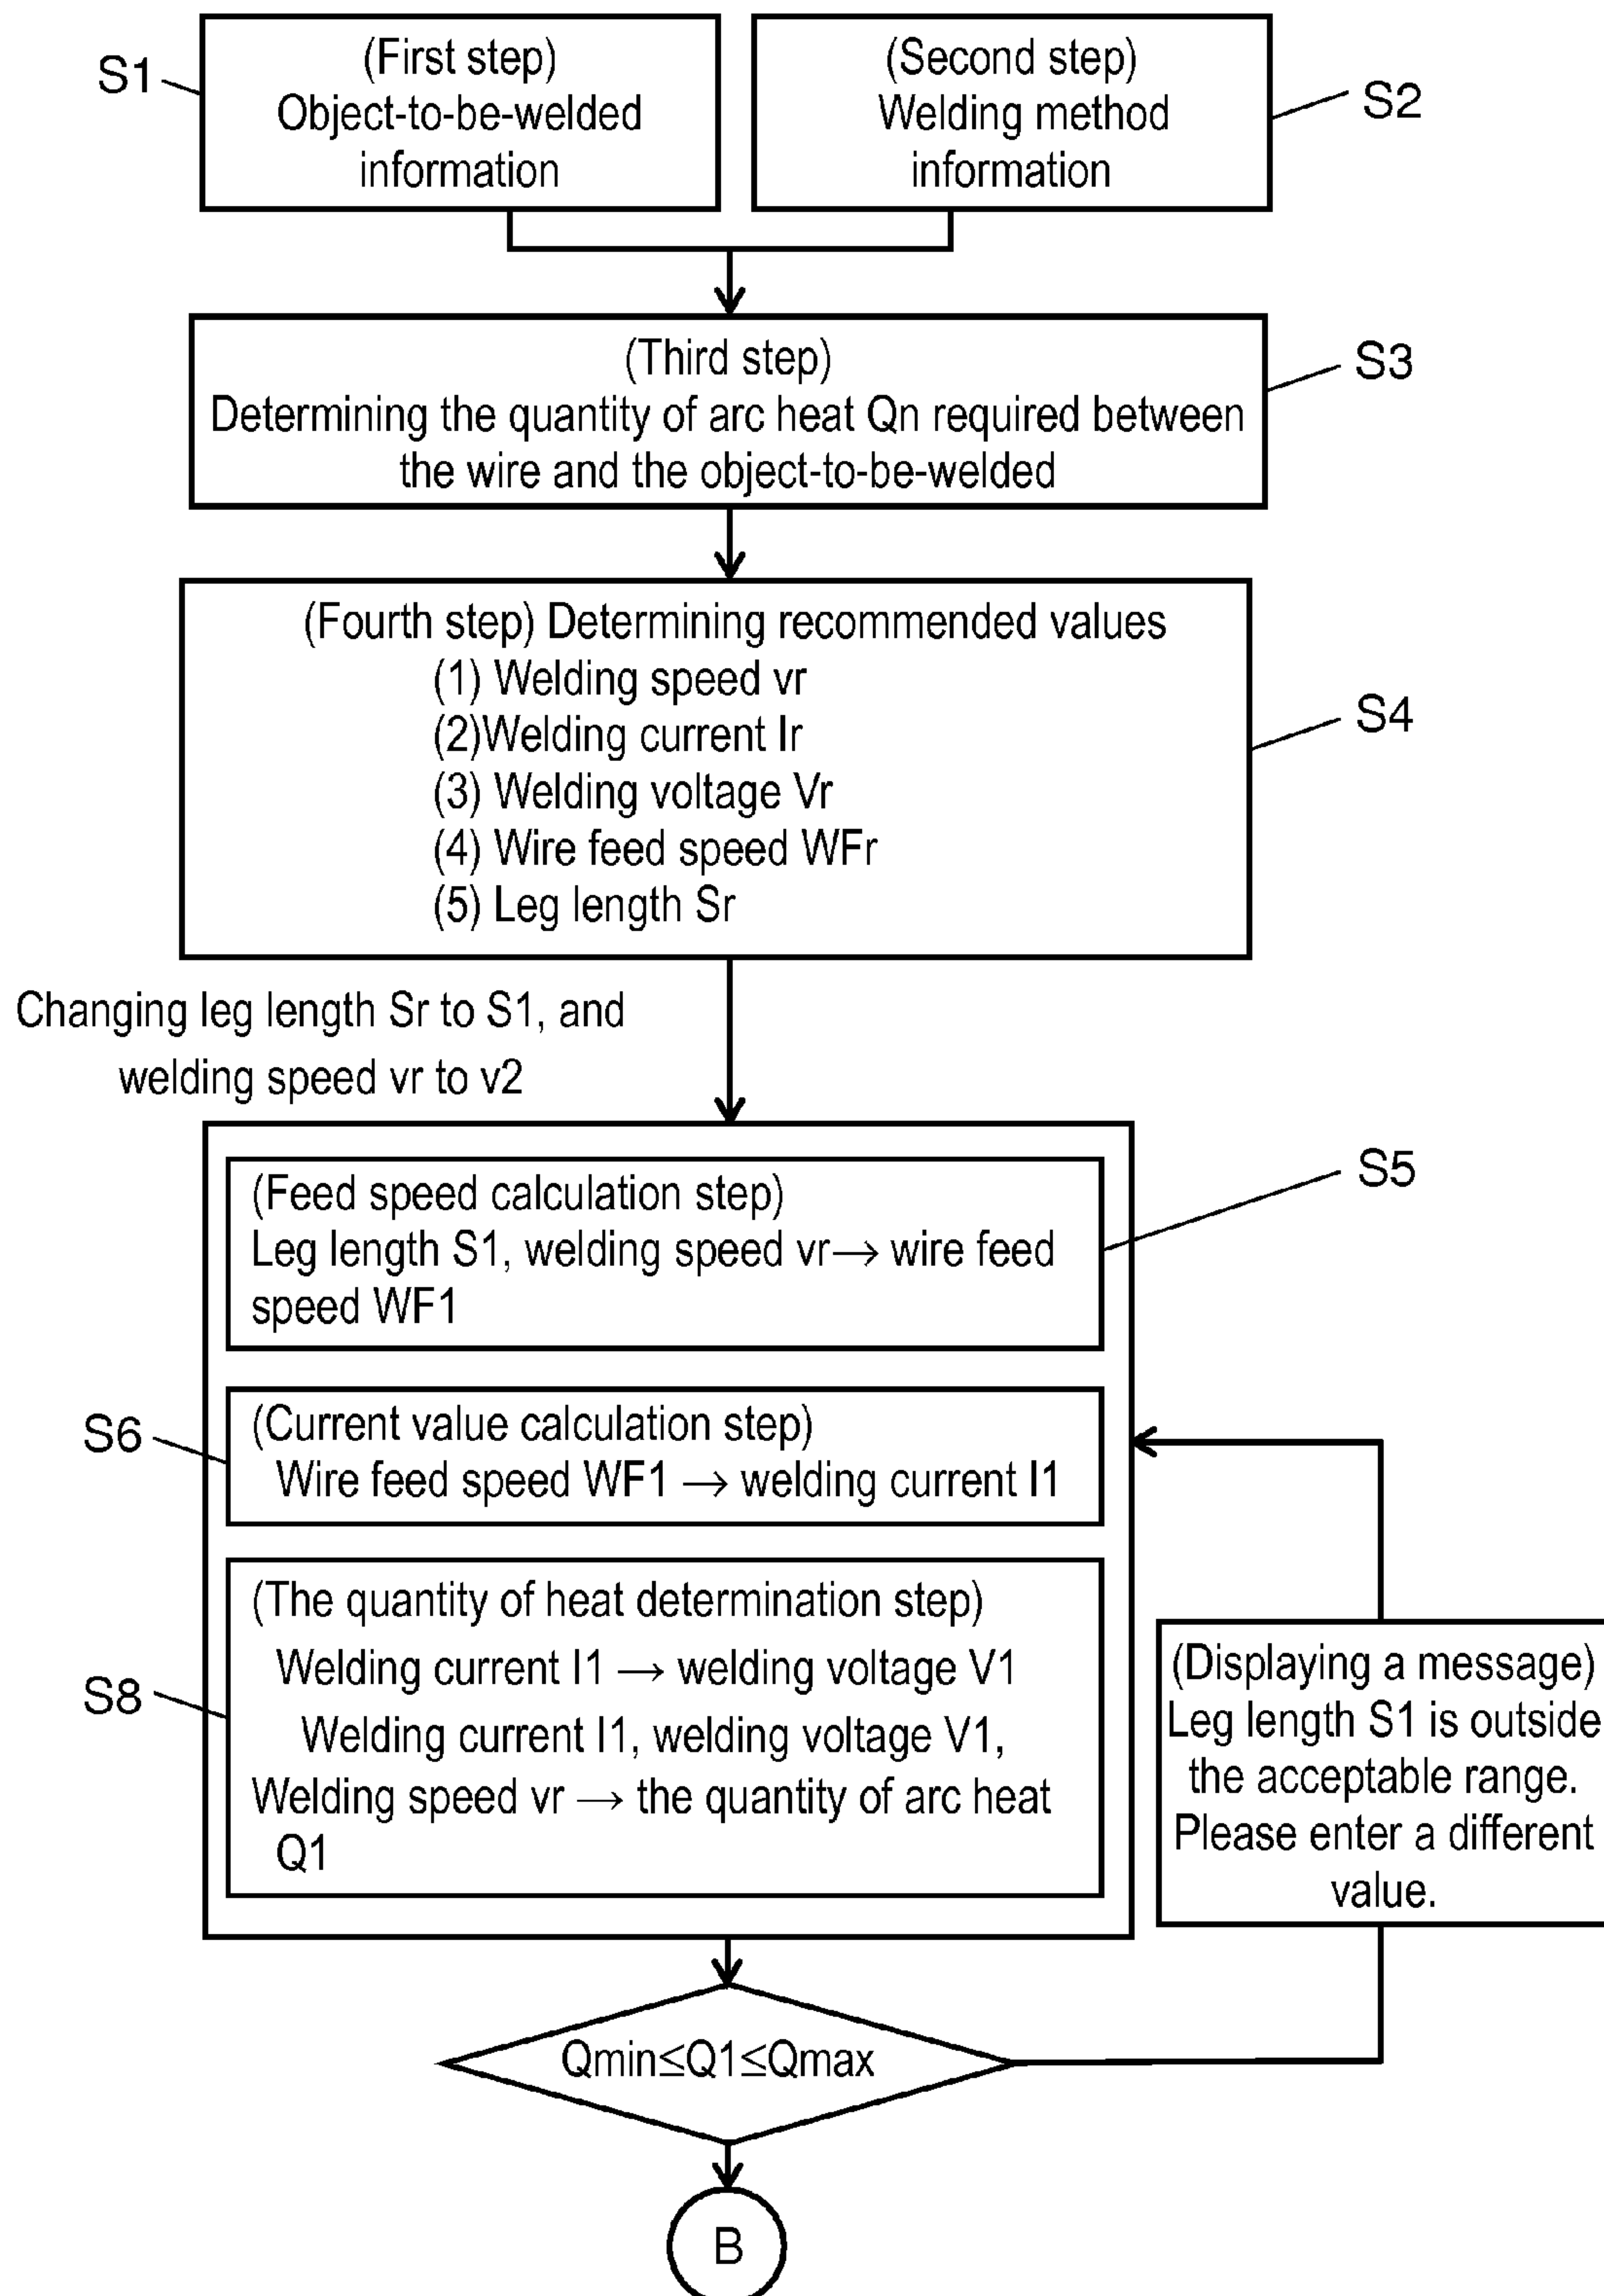 S1
(First step)
Object-to-be-welded
information
(Second step)
Welding method
information
S2
(Third step)
Determining the quantity of arc heat Qn required between
the wire and the object-to-be-welded
S3
(Fourth step) Determining recommended values
(1) Welding speed vr
(2)Welding current Ir
(3) Welding voltage Vr
(4) Wire feed speed WFr
(5) Leg length Sr
S4
Changing leg length Sr to S1, and
welding speed vr to v2
(Feed speed calculation step)
Leg length S1, welding speed vr→ wire feed
speed WF1
S5
S6
(Current value calculation step)
Wire feed speed WF1 → welding current I1
S8
(The quantity of heat determination step)
Welding current I1 → welding voltage V1
Welding current I1, welding voltage V1,
Welding speed vr → the quantity of arc heat
Q1
(Displaying a message)
Leg length S1 is outside
the acceptable range.
Please enter a different
value.
Qmin≤Q1≤Qmax
B